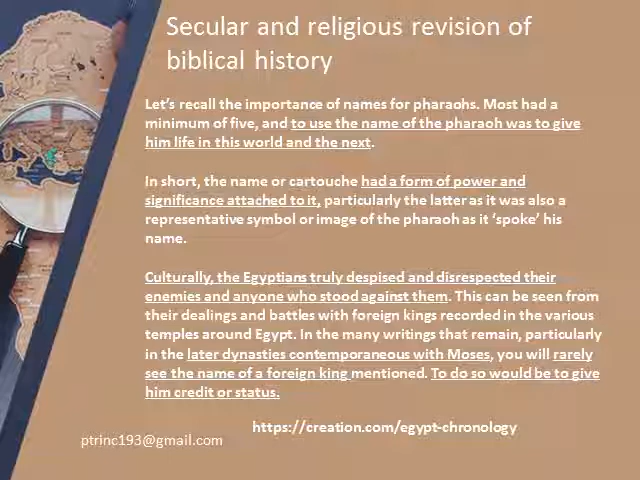 Secular and religious revision of
biblical history
Let's recall the importance of names for pharaohs. Most had a
minimum of five, and to use the name of the pharaoh was to give
him life in this world and the next.
In short, the name or cartouche had a form of power and
significance attached to it, particularly the latter as it was also a
representative symbol or image of the pharaoh as it 'spoke' his
name.
Culturally, the Egyptians truly despised and disrespected their
enemies and anyone who stood against them. This can be seen from
their dealings and battles with foreign kings recorded in the various
temples around Egypt. In the many writings that remain, particularly
in the later dynasties contemporaneous with Moses, you will rarely
see the name of a foreign king mentioned. To do so would be to give
him credit or status.
https://creation.com/egypt-chronology
ptrinc193@gmail.com